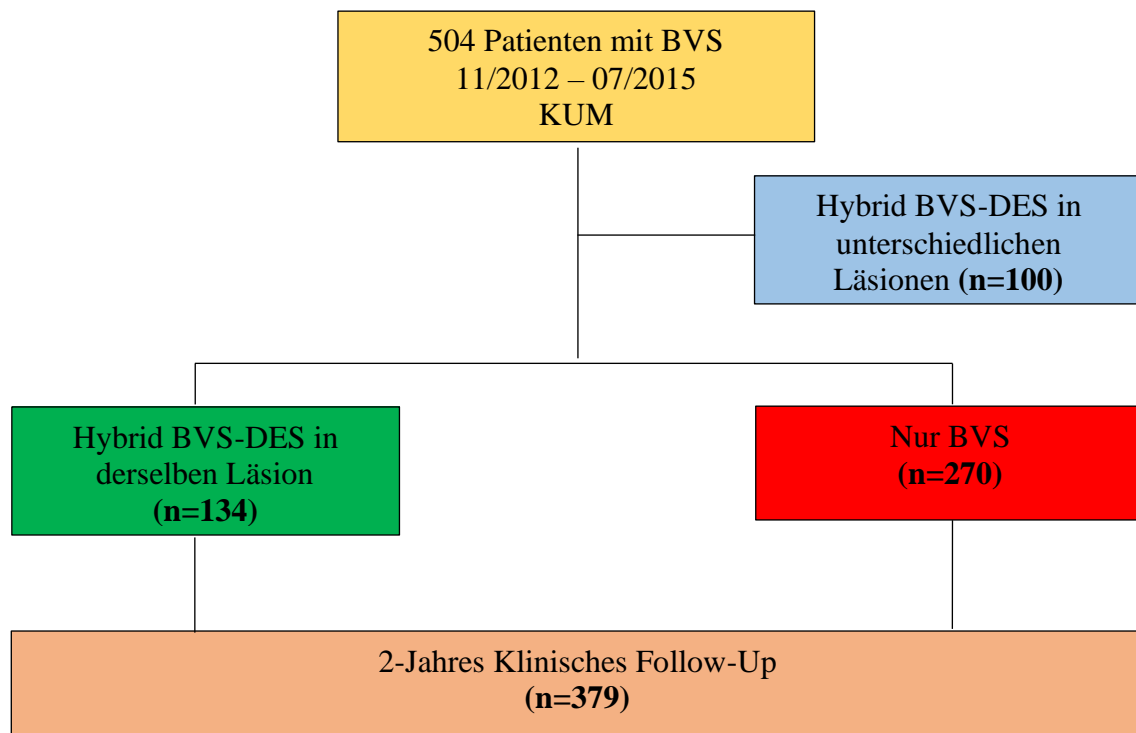 504 Patienten mit BVS
11/2012 – 07/2015
KUM
Hybrid BVS-DES in
unterschiedlichen
Läsionen (n=100)
Hybrid BVS-DES in
derselben Läsion
(n=134)
Nur BVS
(n=270)
2-Jahres Klinisches Follow-Up
(n=379)